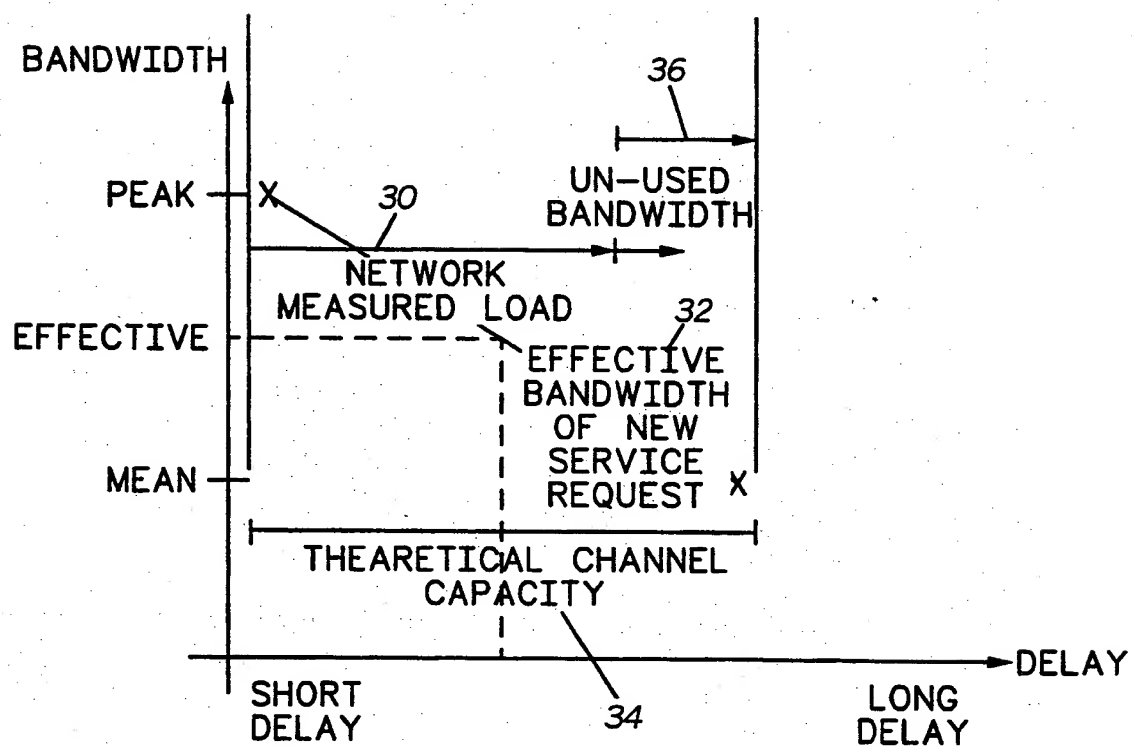 BANDWIDTH
36
PEAK
X
30
UN-USED
BANDWIDTH
NETWORK
MEASURED LOAD
EFFECTIVE
32
EFFECTIVE
BANDWIDTH
OF NEW
SERVICE
REQUEST
X
MEAN
THEARETICAL CHANNEL
CAPACITY
DELAY
SHORT
DELAY
34
LONG
DELAY